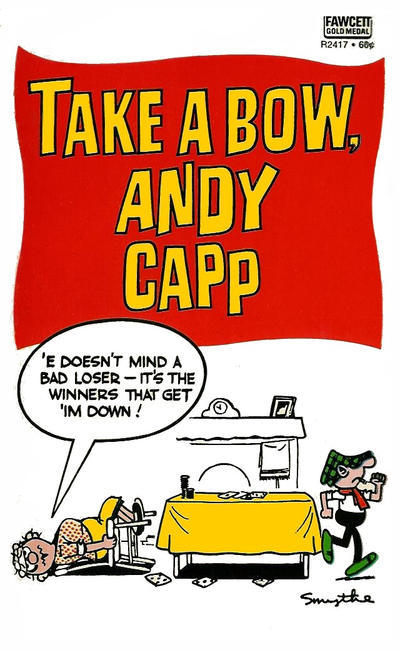 FAWCETT
GOLD MEDAL
R2417 • 60¢
TAKE A BOW,
ANDY
CAPP
'E DOESN'T MIND A
BAD LOSER — IT'S THE
WINNERS THAT GET
'IM DOWN!
Smythe